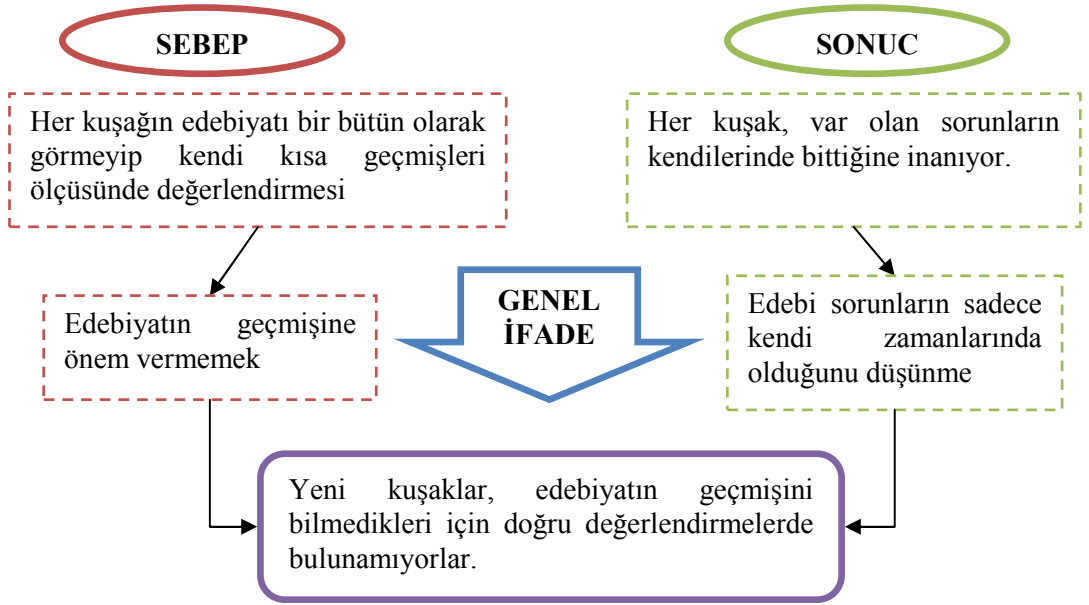 SEBEP
SONUC
Her kuşağın edebiyatı bir bütün olarak
görmeyip kendi kısa geçmişleri
ölçüsünde değerlendirmesi
Her kuşak, var olan sorunların
kendilerinde bittiğine inanıyor.
GENEL
İFADE
Edebiyatın geçmişine
önem vermemek
Edebi sorunların sadece
kendi zamanlarında
olduğunu düşünme
Yeni kuşaklar, edebiyatın geçmişini
bilmedikleri için doğru değerlendirmelerde
bulunamıyorlar.